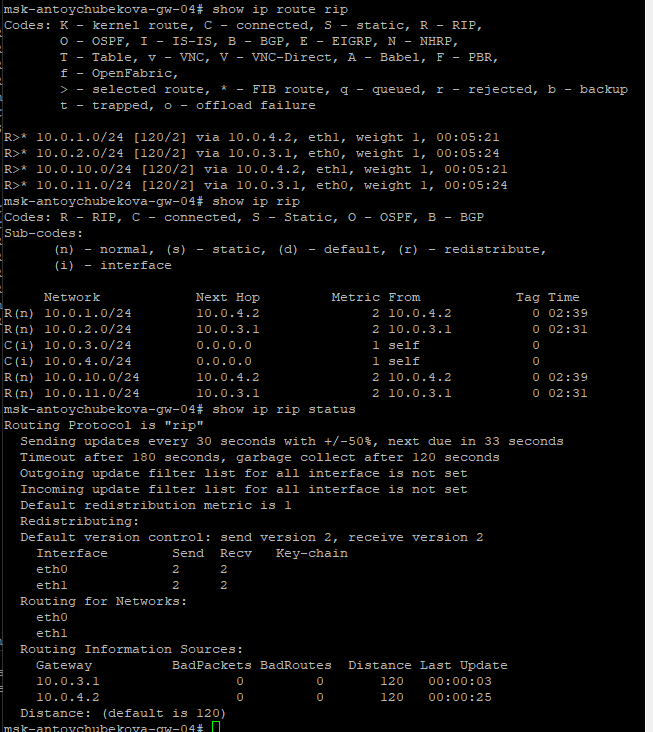 msk-antoychubekova-gw-04# show ip route rip
Codes: K - kernel route, C - connected, S - static, R - RIP,
       O - OSPF, I - IS-IS, B - BGP, E - EIGRP, N - NHRP,
       T - Table, v - VNC, V - VNC-Direct, A - Babel, F - PBR,
       f - OpenFabric,
       > - selected route, * - FIB route, q - queued, r - rejected, b - backup
       t - trapped, o - offload failure

R>* 10.0.1.0/24 [120/2] via 10.0.4.2, eth1, weight 1, 00:05:21
R>* 10.0.2.0/24 [120/2] via 10.0.3.1, eth0, weight 1, 00:05:24
R>* 10.0.10.0/24 [120/2] via 10.0.4.2, eth1, weight 1, 00:05:21
R>* 10.0.11.0/24 [120/2] via 10.0.3.1, eth0, weight 1, 00:05:24
msk-antoychubekova-gw-04# show ip rip
Codes: R - RIP, C - connected, S - Static, O - OSPF, B - BGP
Sub-codes:
      (n) - normal, (s) - static, (d) - default, (r) - redistribute,
      (i) - interface

     Network            Next Hop         Metric From            Tag Time
R(n) 10.0.1.0/24        10.0.4.2              2 10.0.4.2          0 02:39
R(n) 10.0.2.0/24        10.0.3.1              2 10.0.3.1          0 02:31
C(i) 10.0.3.0/24        0.0.0.0               1 self              0
C(i) 10.0.4.0/24        0.0.0.0               1 self              0
R(n) 10.0.10.0/24       10.0.4.2              2 10.0.4.2          0 02:39
R(n) 10.0.11.0/24       10.0.3.1              2 10.0.3.1          0 02:31
msk-antoychubekova-gw-04# show ip rip status
Routing Protocol is "rip"
  Sending updates every 30 seconds with +/-50%, next due in 33 seconds
  Timeout after 180 seconds, garbage collect after 120 seconds
  Outgoing update filter list for all interface is not set
  Incoming update filter list for all interface is not set
  Default redistribution metric is 1
  Redistributing:
  Default version control: send version 2, receive version 2
    Interface        Send  Recv   Key-chain
    eth0             2     2
    eth1             2     2
  Routing for Networks:
    eth0
    eth1
  Routing Information Sources:
    Gateway          BadPackets BadRoutes  Distance Last Update
    10.0.3.1                 0         0       120   00:00:03
    10.0.4.2                 0         0       120   00:00:25
  Distance: (default is 120)
msk-antoychubekova-gw-04#